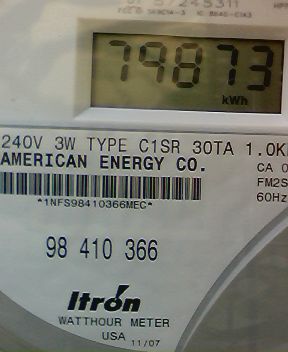 79873
kWh
240V 3W TYPE C1SR 30TA 1.0K
AMERICAN ENERGY CO.
CA 0
FM2S
60Hz
*1NFS98410366MEC*
98 410 366
Itron
WATTHOUR METER
USA 11/07